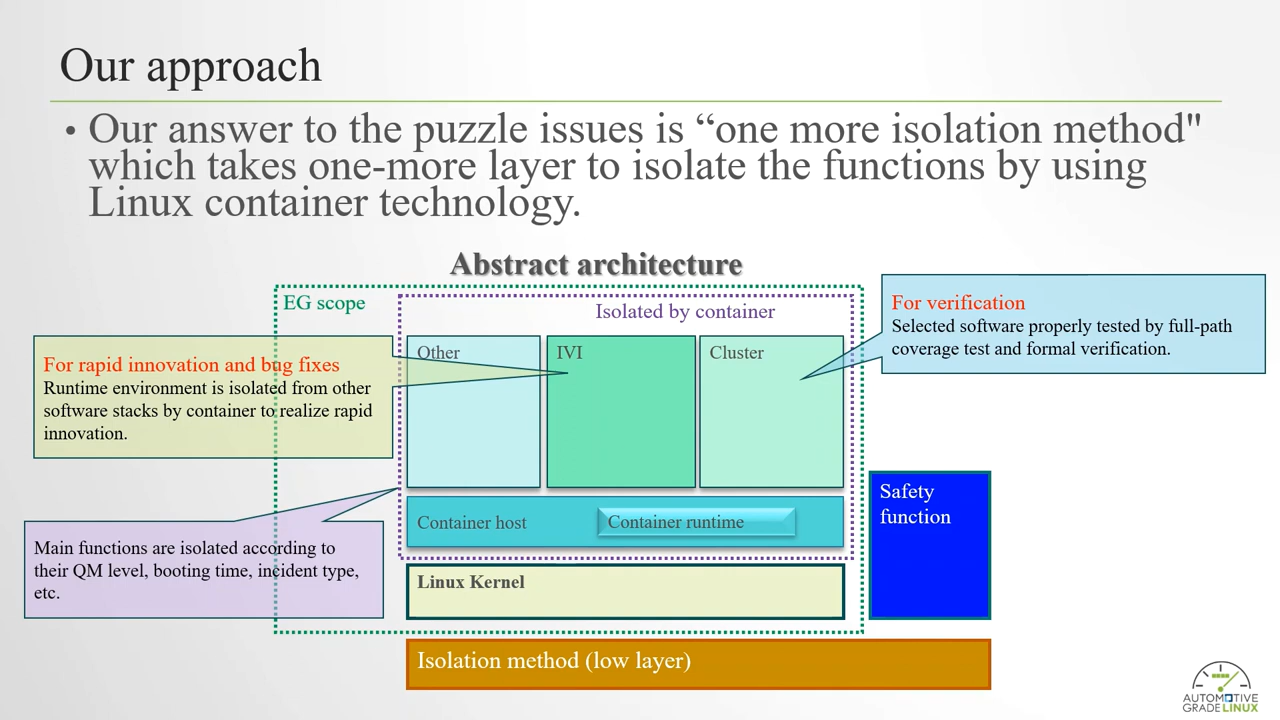 Our approach
• Our answer to the puzzle issues is “one more isolation method"
which takes one-more layer to isolate the functions by using
Linux container technology.
Abstract architecture
EG scope
Isolated by container
For verification
Selected software properly tested by full-path
coverage test and formal verification.
For rapid innovation and bug fixes
Runtime environment is isolated from other
software stacks by container to realize rapid
innovation.
Other
IVI
Cluster
Main functions are isolated according to
their QM level, booting time, incident type,
etc.
Container host
Container runtime
Safety
function
Linux Kernel
Isolation method (low layer)
AUTOMOTIVE
GRADE LINUX